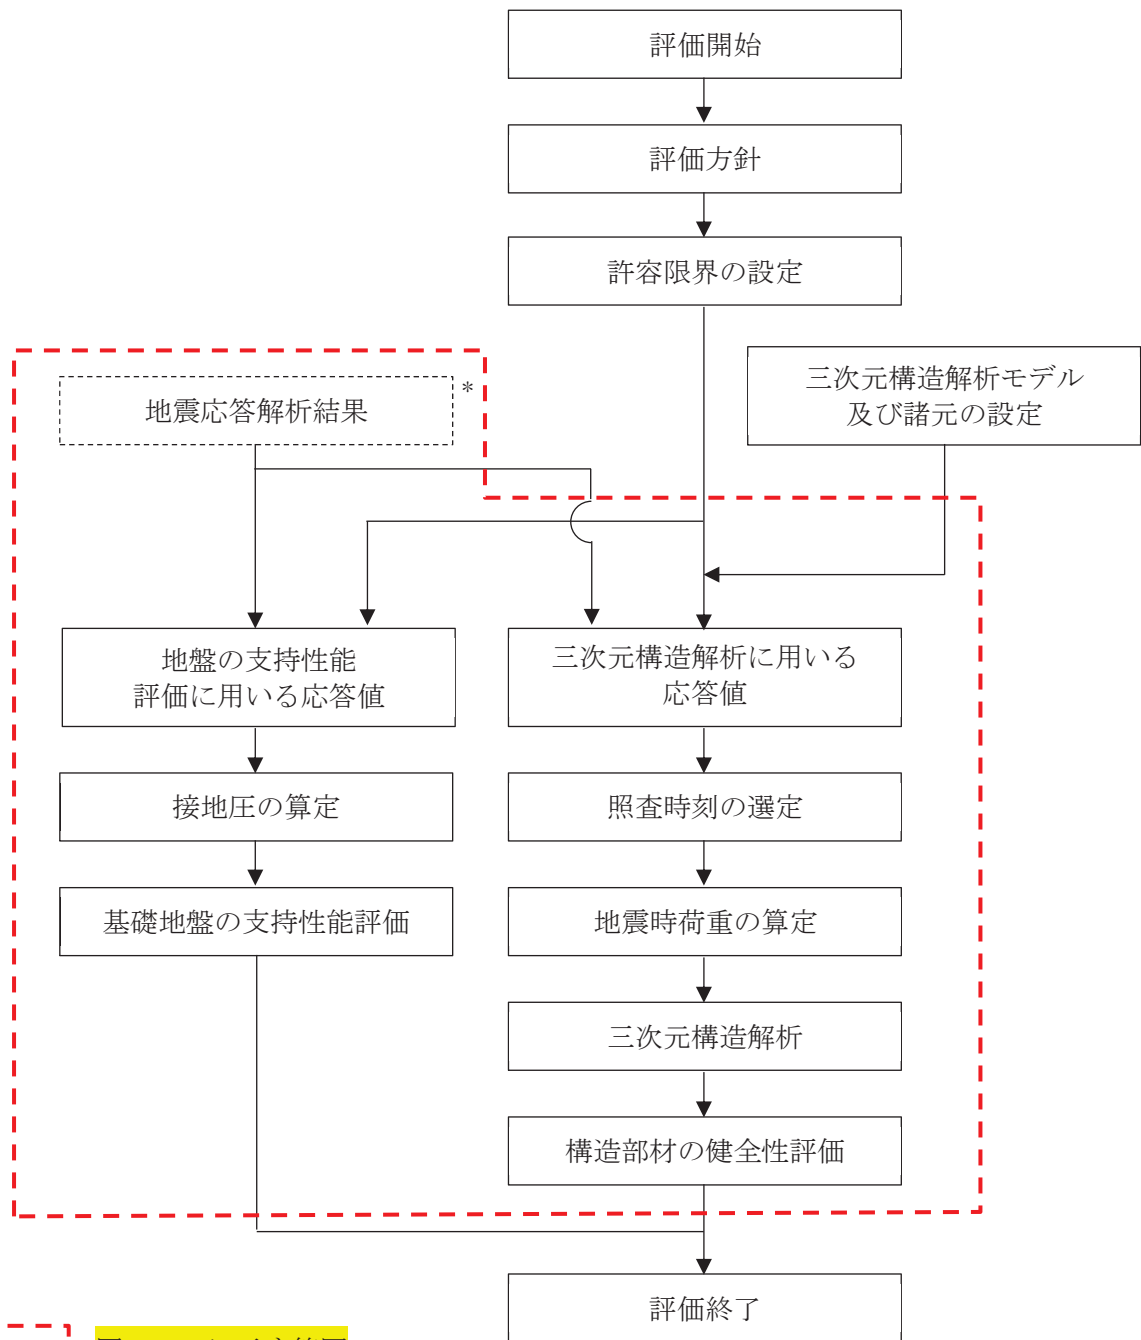 評価開始
評価方針
許容限界の設定
三次元構造解析モデル
及び諸元の設定
地震応答解析結果
*
地盤の支持性能
評価に用いる応答値
三次元構造解析に用いる
応答値
接地圧の算定
照査時刻の選定
基礎地盤の支持性能評価
地震時荷重の算定
三次元構造解析
構造部材の健全性評価
評価終了